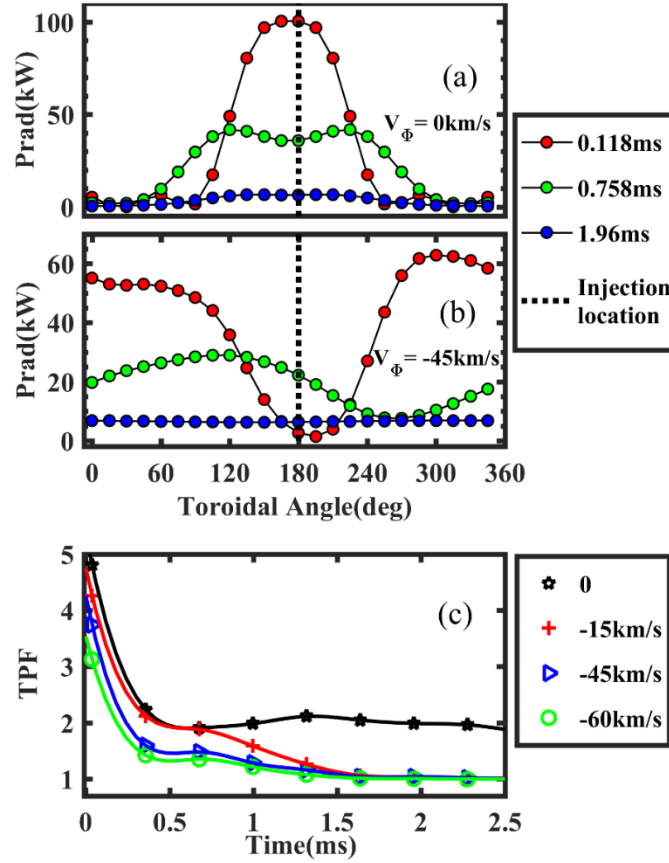 100
50
0
Prad(kW)
(a)
V_Φ= 0km/s
60
40
20
0
Prad(kW)
(b)
V_Φ= -45km/s
0 60 120 180 240 300 360
Toroidal Angle(deg)
0.118ms
0.758ms
1.96ms
Injection
location
5
4
3
2
1
TPF
(c)
0 0.5 1 1.5 2 2.5
Time(ms)
0
-15km/s
-45km/s
-60km/s